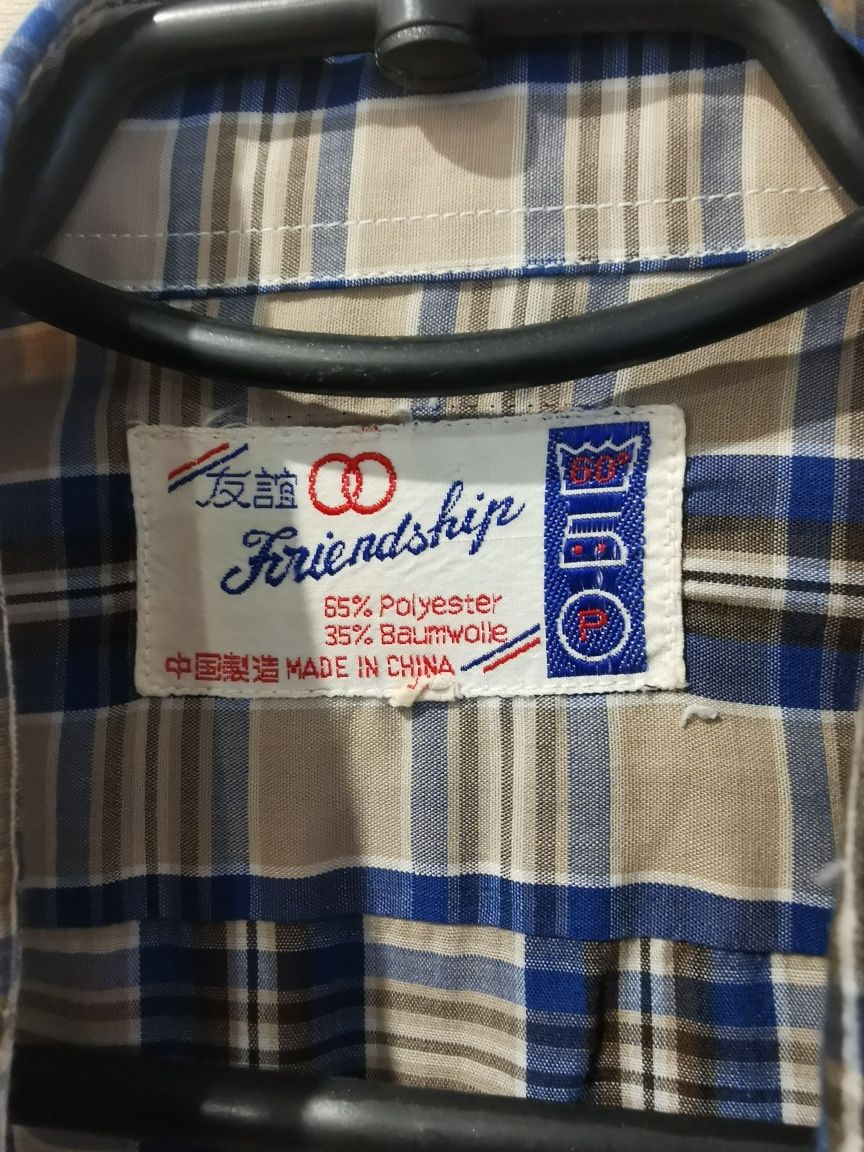 友誼
Friendship
65% Polyester
35% Baumwolle
中国製造 MADE IN CHINA
60°
P